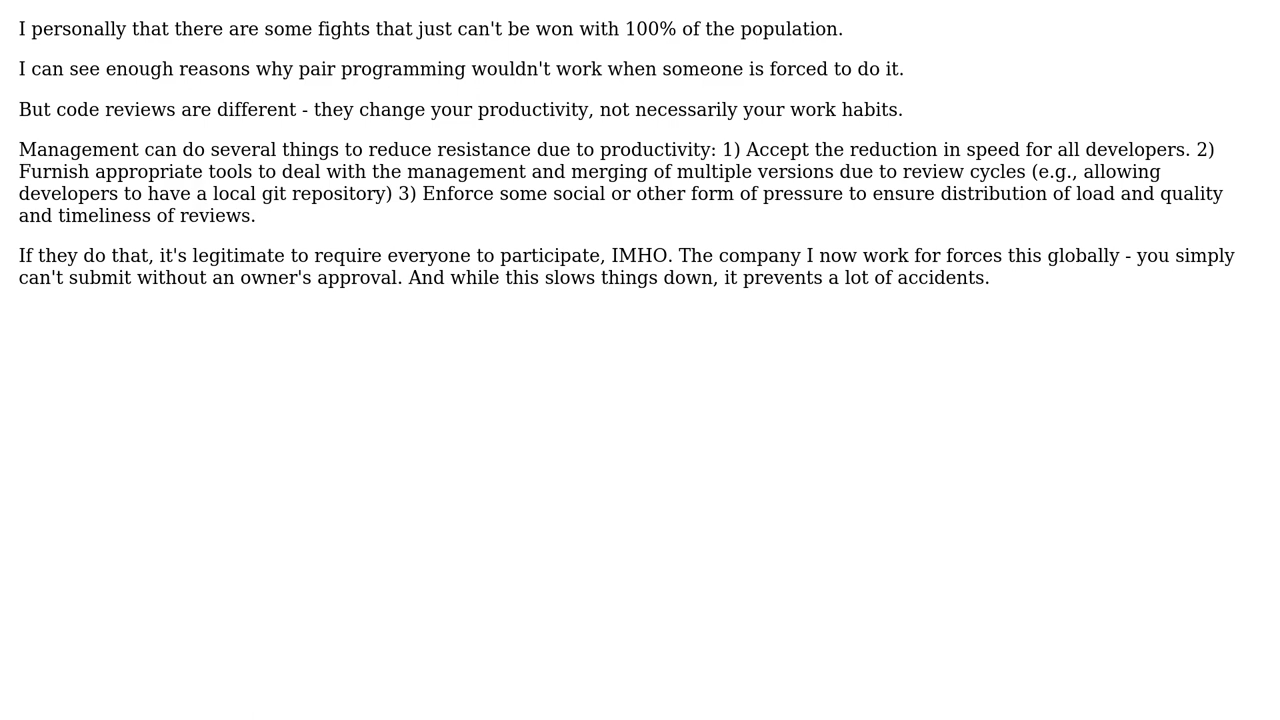 I personally that there are some fights that just can't be won with 100% of the population.
I can see enough reasons why pair programming wouldn't work when someone is forced to do it.
But code reviews are different - they change your productivity, not necessarily your work habits.
Management can do several things to reduce resistance due to productivity: 1) Accept the reduction in speed for all developers. 2)
Furnish appropriate tools to deal with the management and merging of multiple versions due to review cycles (e.g., allowing
developers to have a local git repository) 3) Enforce some social or other form of pressure to ensure distribution of load and quality
and timeliness of reviews.
If they do that, it's legitimate to require everyone to participate, IMHO. The company I now work for forces this globally - you simply
can't submit without an owner's approval. And while this slows things down, it prevents a lot of accidents.